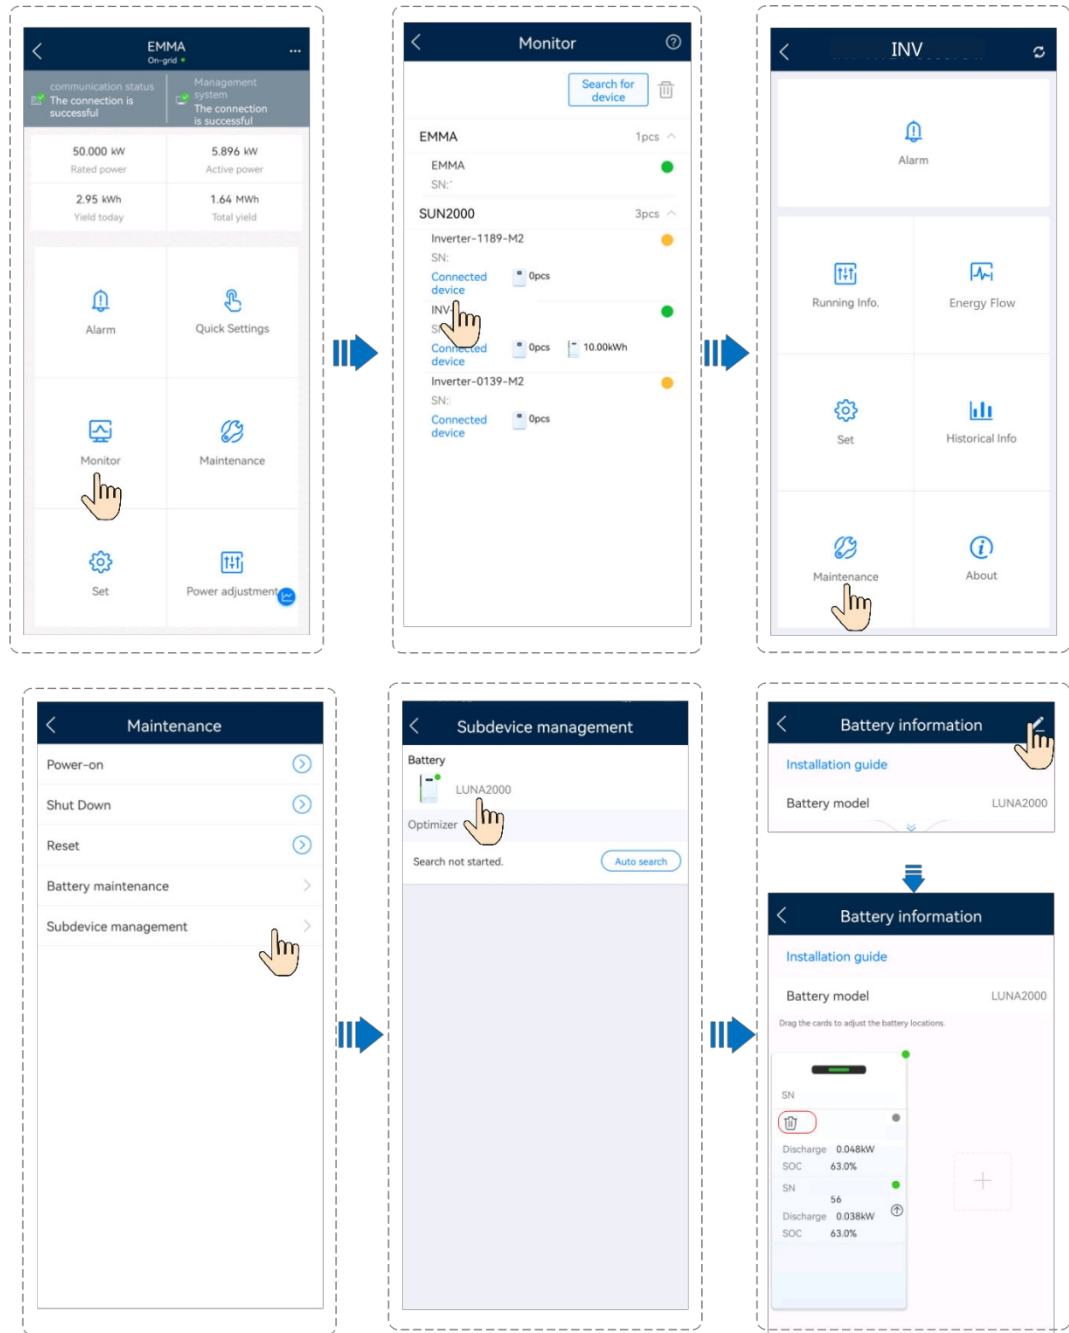 EMMA
On-grid
communication status
The connection is
successful
Management
system
The connection
is successful
50.000 kW
Rated power
5.896 kW
Active power
2.95 kWh
Yield today
1.64 MWh
Total yield
Alarm
Quick Settings
Monitor
Maintenance
Set
Power adjustment
Monitor
Search for
device
EMMA 1pcs
EMMA
SN:
SUN2000 3pcs
Inverter-1189-M2
SN:
Connected
device
0pcs
INV-
Connected
device
0pcs 10.00kWh
Inverter-0139-M2
SN:
Connected
device
0pcs
INV
Alarm
Running Info.
Energy Flow
Set
Historical Info
Maintenance
About
Maintenance
Power-on
Shut Down
Reset
Battery maintenance
Subdevice management
Subdevice management
Battery
LUNA2000
Optimizer
Search not started.
Auto search
Battery information
Installation guide
Battery model LUNA2000
Battery information
Installation guide
Battery model LUNA2000
Drag the cards to adjust the battery locations.
SN
Discharge 0.048kW
SOC 63.0%
SN
56
Discharge 0.038kW
SOC 63.0%